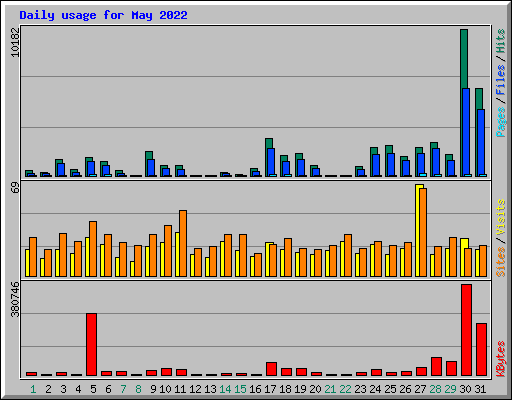 Daily usage for May 2022
10182
Pages / Files / Hits
69
Sites / Visits
380746
KBytes
1 2 3 4 5 6 7 8 9 10 11 12 13 14 15 16 17 18 19 20 21 22 23 24 25 26 27 28 29 30 31